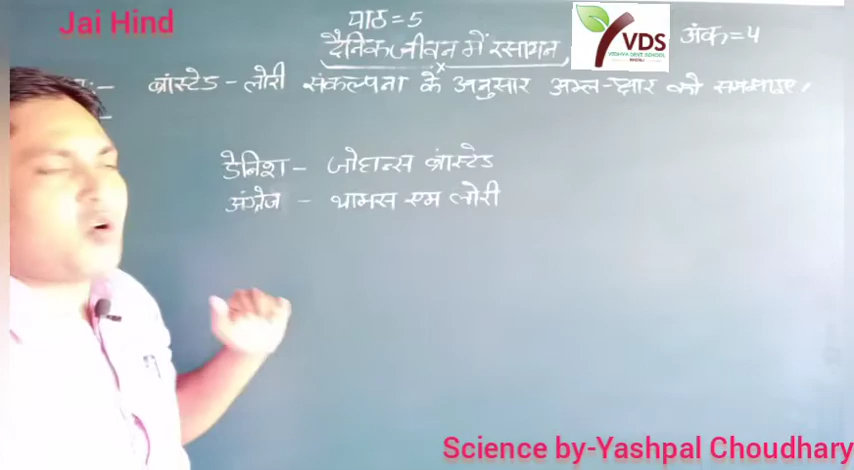 Jai Hind
पाठ = 5
दैनिक जीवन में रसायन
VDS
अंक = 4
:- ब्रांस्टेड - लोरी संकल्पना के अनुसार अम्ल-क्षार को समझाइए।
डेनिश - जोहान्स ब्रांस्टेड
अंग्रेज - थामस एम लोरी
Science by-Yashpal Choudhary